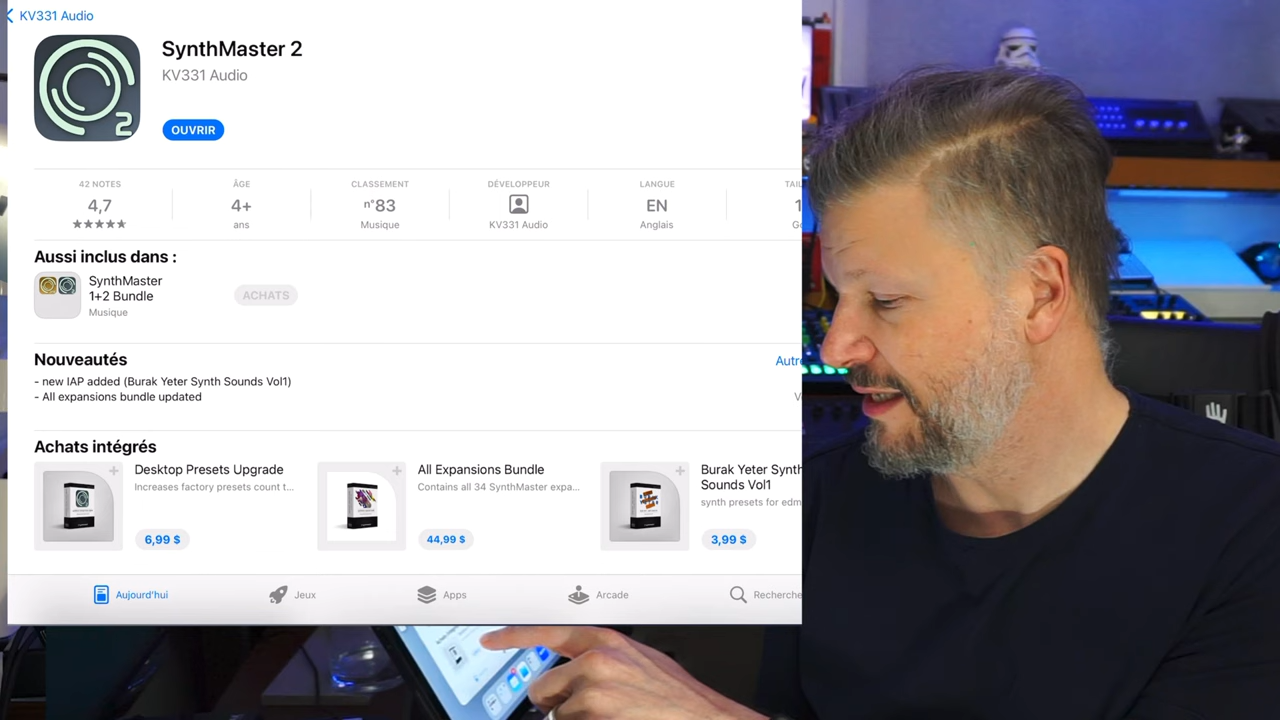 KV331 Audio
SynthMaster 2
KV331 Audio
2
OUVRIR
42 NOTES
4,7
ÂGE
4+
ans
CLASSEMENT
n°83
Musique
DÉVELOPPEUR
KV331 Audio
LANGUE
EN
Anglais
Aussi inclus dans :
SynthMaster
1+2 Bundle
Musique
ACHATS
Nouveautés
- new IAP added (Burak Yeter Synth Sounds Vol1)
- All expansions bundle updated
Achats intégrés
Desktop Presets Upgrade
Increases factory presets count t...
6,99 $
All Expansions Bundle
Contains all 34 SynthMaster expa...
44,99 $
Burak Yeter Synth
Sounds Vol1
synth presets for edm
3,99 $
Aujourd'hui
Jeux
Apps
Arcade
Recherche